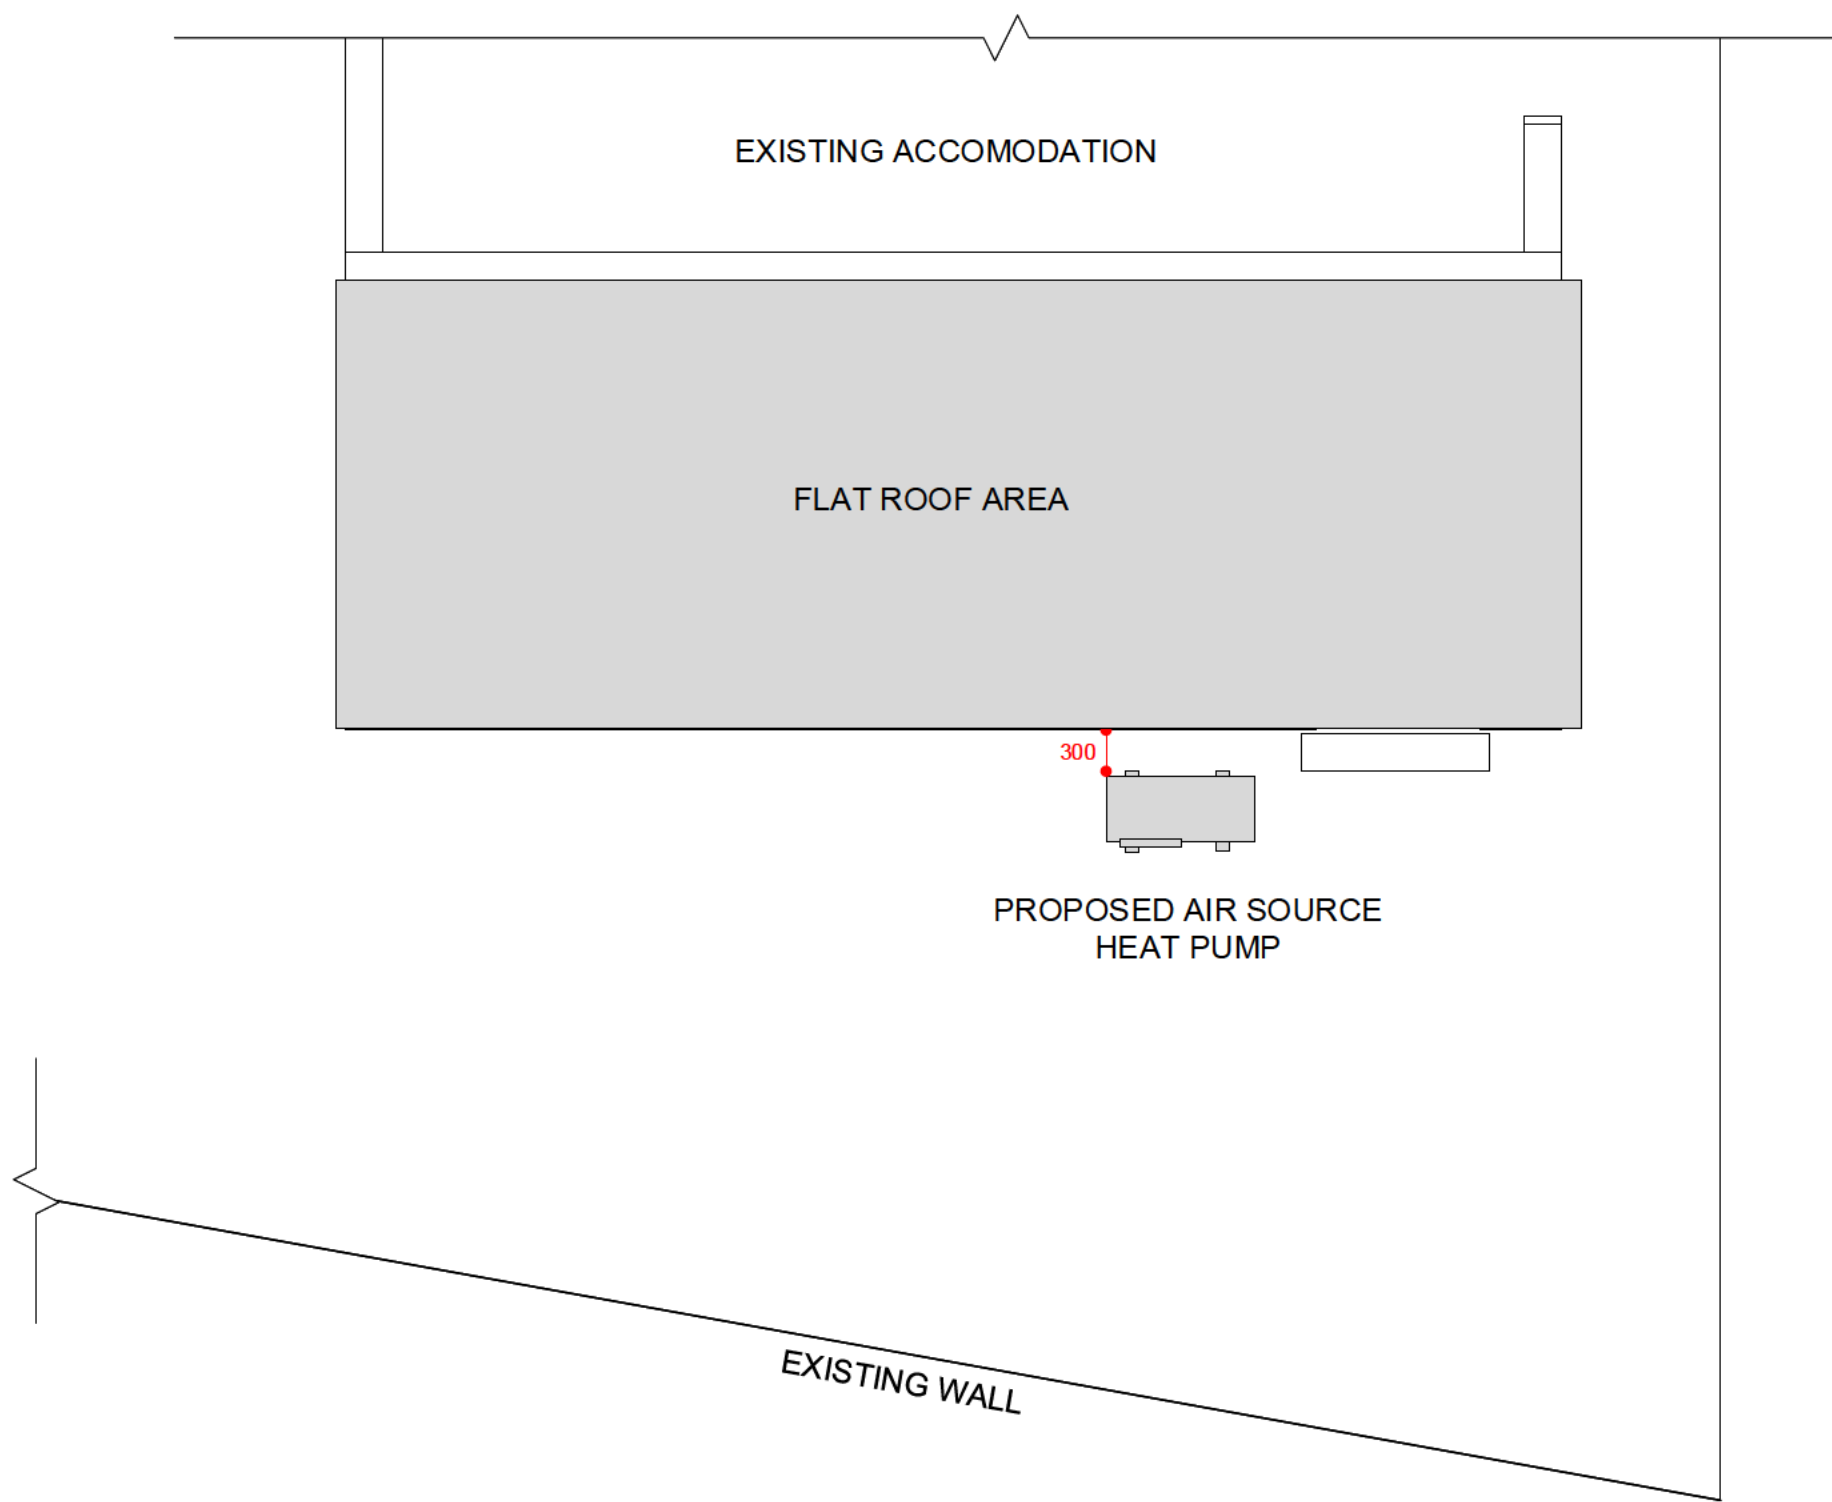 EXISTING ACCOMODATION
FLAT ROOF AREA
300
PROPOSED AIR SOURCE
HEAT PUMP
EXISTING WALL